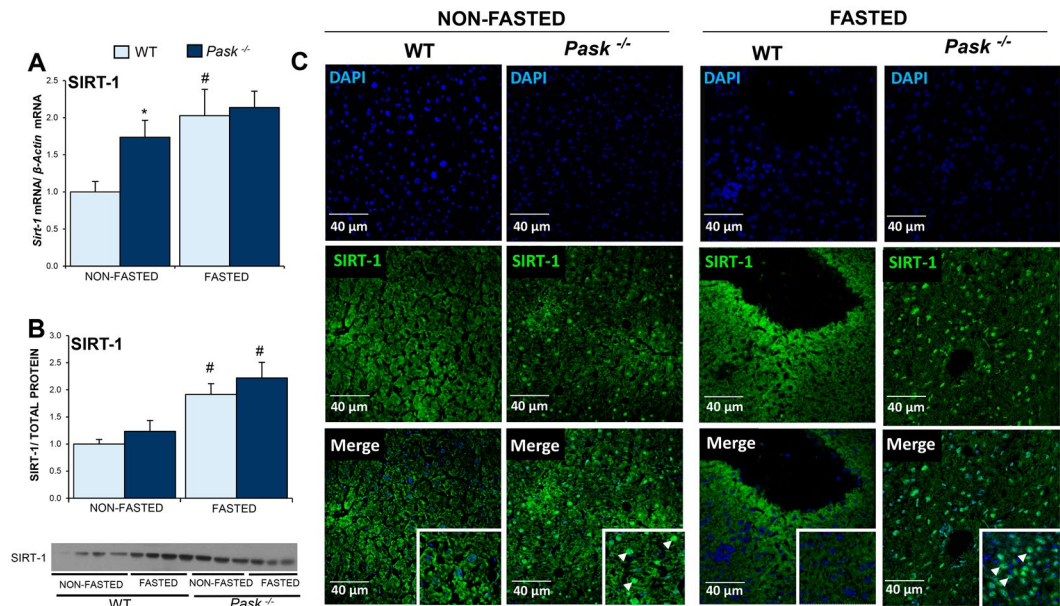 NON-FASTED
FASTED
WT
Pask -/-
WT
Pask -/-
WT
Pask -/-
A
SIRT-1
Sirt-1 mRNA/ β-Actin mRNA
2.5
2.0
1.5
1.0
0.5
0.0
*
#
NON-FASTED
FASTED
B
SIRT-1
SIRT-1/ TOTAL PROTEIN
3.0
2.5
2.0
1.5
1.0
0.5
0.0
#
#
NON-FASTED
FASTED
SIRT-1
NON-FASTED
FASTED
NON-FASTED
FASTED
WT
Pask -/-
C
DAPI
DAPI
DAPI
DAPI
40 µm
40 µm
40 µm
40 µm
SIRT-1
SIRT-1
SIRT-1
SIRT-1
40 µm
40 µm
40 µm
40 µm
Merge
Merge
Merge
Merge
40 µm
40 µm
40 µm
40 µm